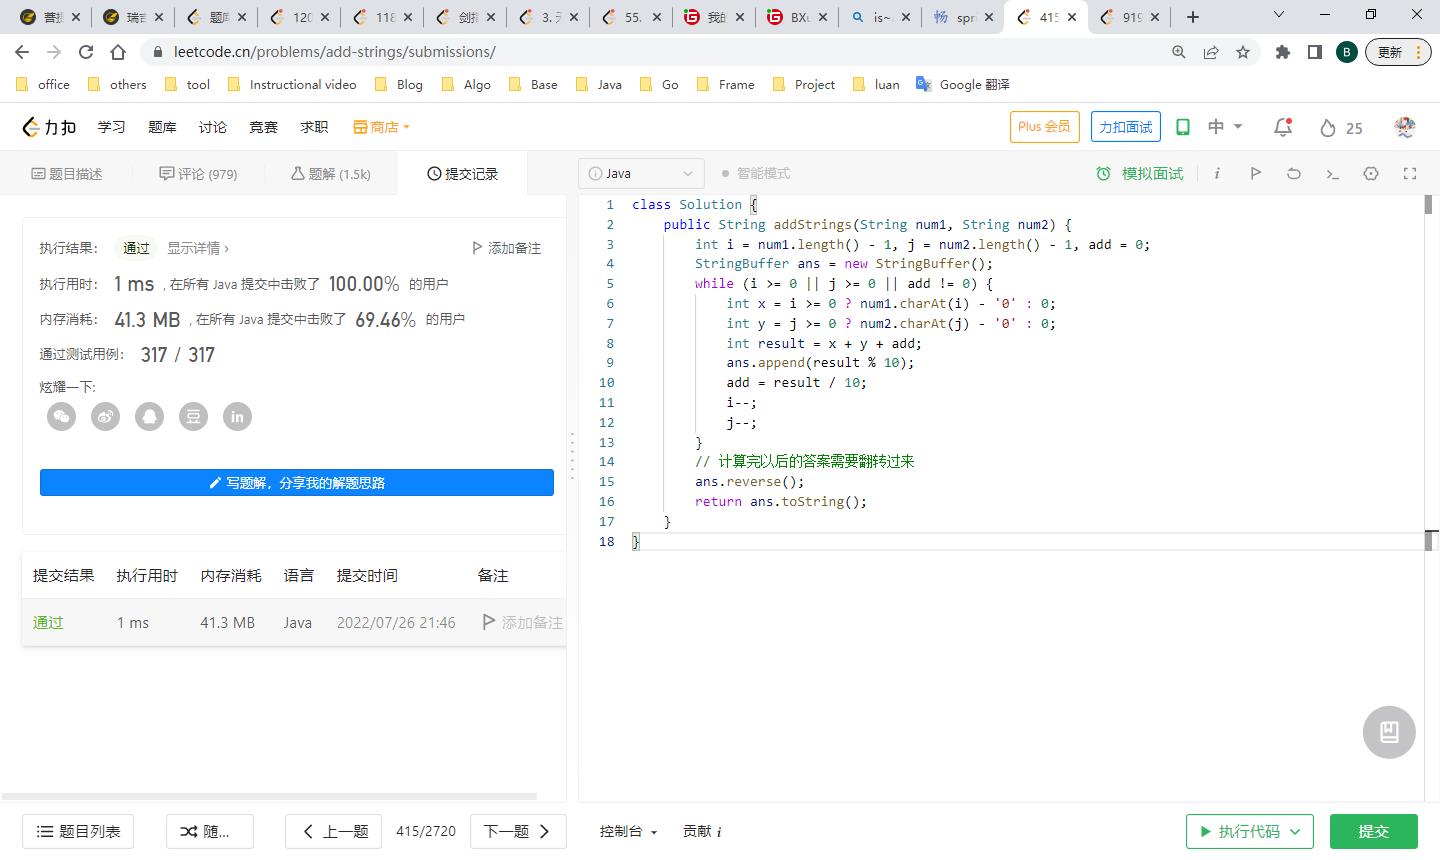 菩提
瑞吉
题库
120
118
剑指
3. 无
55.
我的
BXu
is~
spri
415
919
leetcode.cn/problems/add-strings/submissions/
B
更新
office others tool Instructional video Blog Algo Base Java Go Frame Project luan Google 翻译
力扣 学习 题库 讨论 竞赛 求职 商店
Plus 会员 力扣面试 中 25
题目描述 评论 (979) 题解 (1.5k) 提交记录
Java 智能模式 模拟面试 i
执行结果： 通过 显示详情 › 添加备注
执行用时： 1 ms , 在所有 Java 提交中击败了 100.00% 的用户
内存消耗： 41.3 MB , 在所有 Java 提交中击败了 69.46% 的用户
通过测试用例： 317 / 317
炫耀一下:
豆 in
写题解，分享我的解题思路
提交结果 执行用时 内存消耗 语言 提交时间 备注
通过 1 ms 41.3 MB Java 2022/07/26 21:46 添加备注
1 class Solution {
2 public String addStrings(String num1, String num2) {
3 int i = num1.length() - 1, j = num2.length() - 1, add = 0;
4 StringBuffer ans = new StringBuffer();
5 while (i >= 0 || j >= 0 || add != 0) {
6 int x = i >= 0 ? num1.charAt(i) - '0' : 0;
7 int y = j >= 0 ? num2.charAt(j) - '0' : 0;
8 int result = x + y + add;
9 ans.append(result % 10);
10 add = result / 10;
11 i--;
12 j--;
13 }
14 // 计算完以后的答案需要翻转过来
15 ans.reverse();
16 return ans.toString();
17 }
18 }
题目列表 随... 上一题 415/2720 下一题
控制台 贡献 i 执行代码 提交